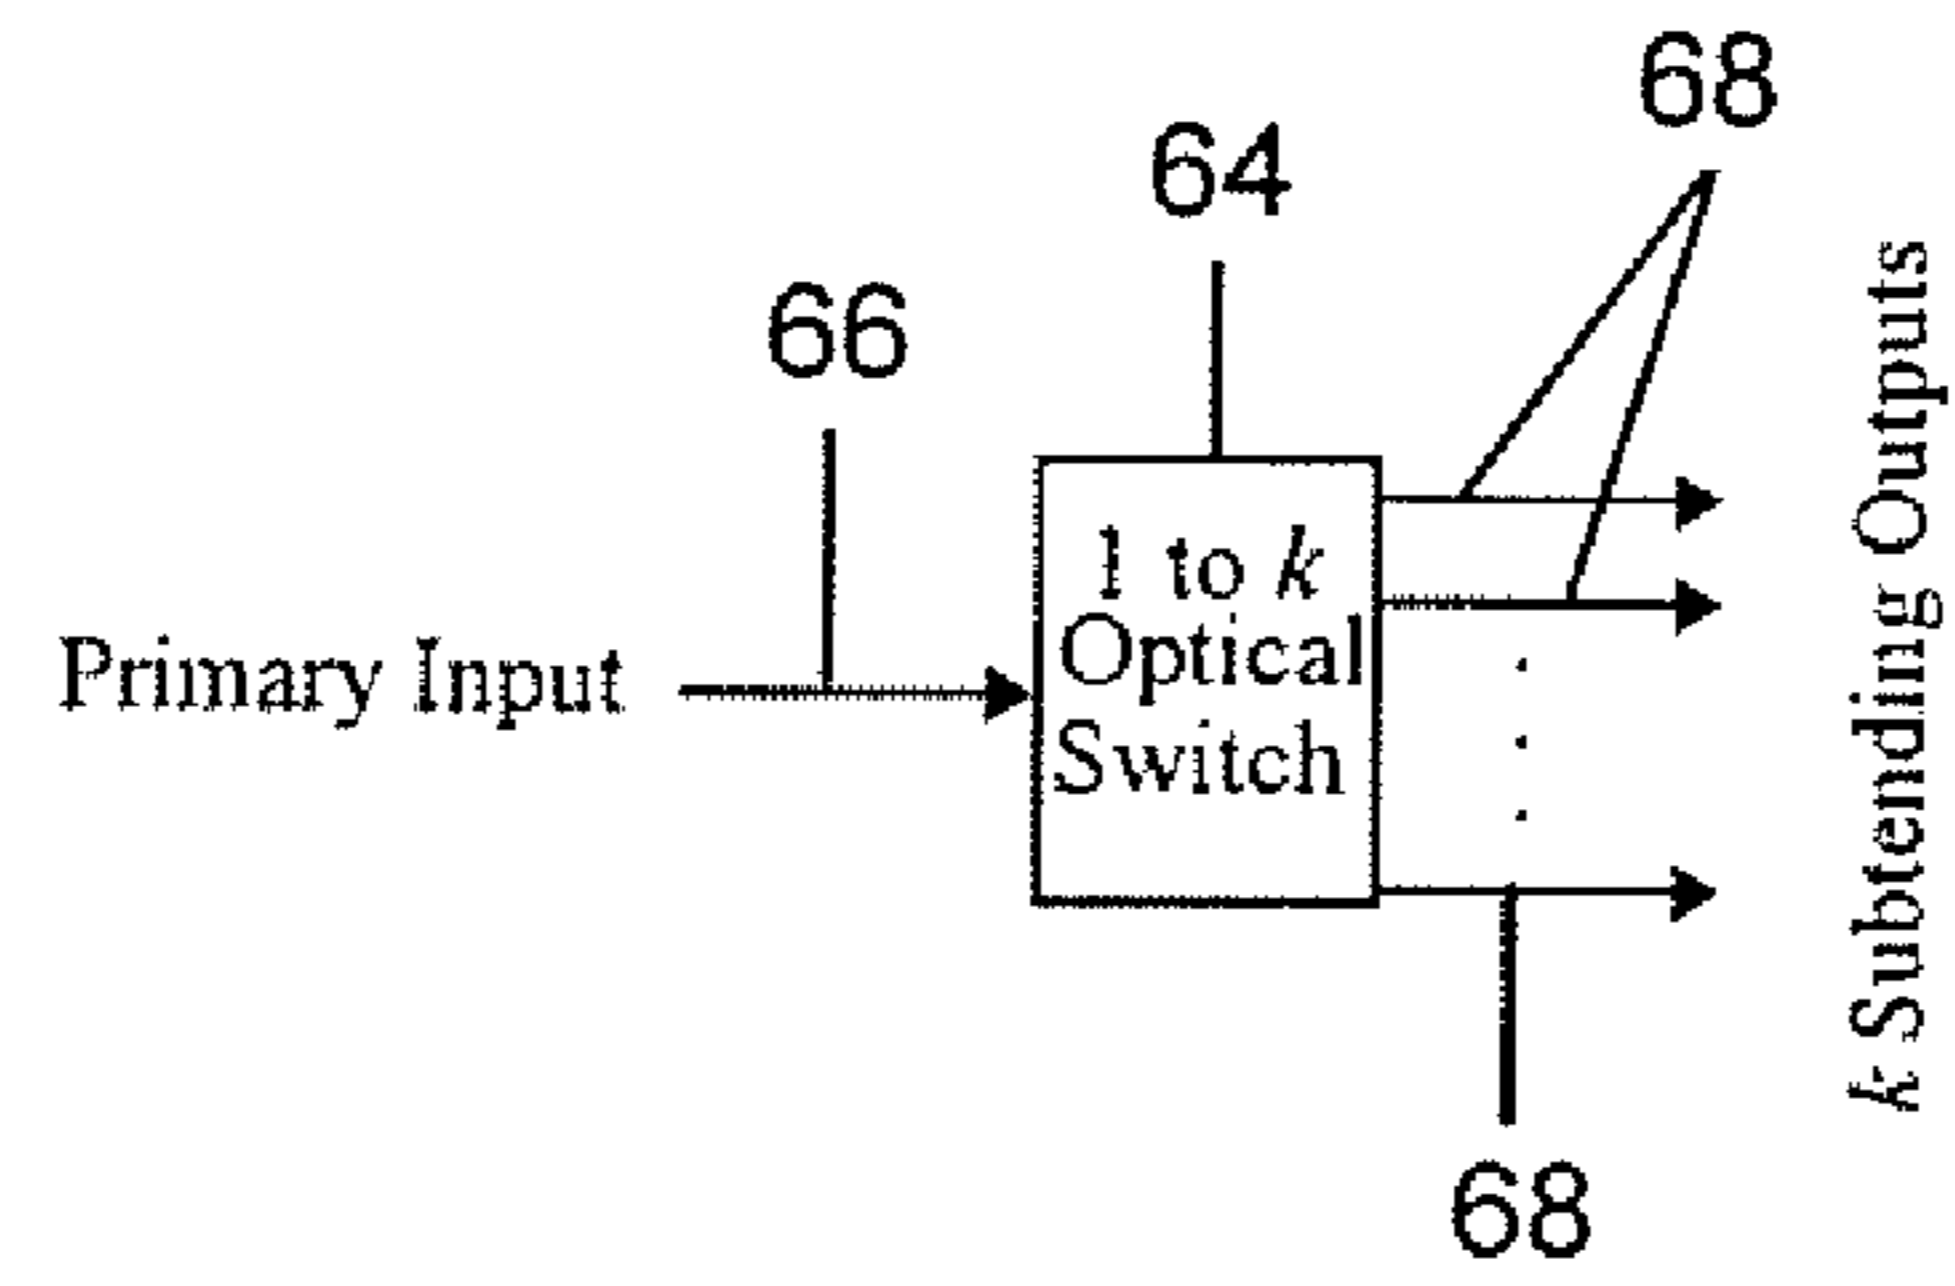 68
64
66
1 to k
Optical
Switch
Primary Input
k Subtending Outputs
68